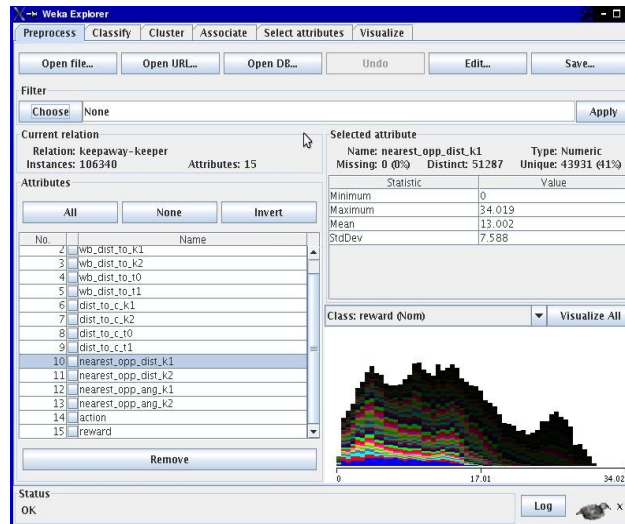 Weka Explorer
Preprocess Classify Cluster Associate Select attributes Visualize
Open file... Open URL... Open DB... Undo Edit... Save...
Filter
Choose None Apply
Current relation
Relation: keepaway-keeper
Instances: 106340 Attributes: 15
Attributes
All None Invert
No. Name
2 wb_dist_to_k1
3 wb_dist_to_k2
4 wb_dist_to_t0
5 wb_dist_to_t1
6 dist_to_c_k1
7 dist_to_c_k2
8 dist_to_c_t0
9 dist_to_c_t1
10 nearest_opp_dist_k1
11 nearest_opp_dist_k2
12 nearest_opp_ang_k1
13 nearest_opp_ang_k2
14 action
15 reward
Remove
Selected attribute
Name: nearest_opp_dist_k1 Type: Numeric
Missing: 0 (0%) Distinct: 51287 Unique: 43931 (41%)
Statistic Value
Minimum 0
Maximum 34.019
Mean 13.002
StdDev 7.588
Class: reward (Nom) Visualize All
0 17.01 34.02
Status
OK
Log x